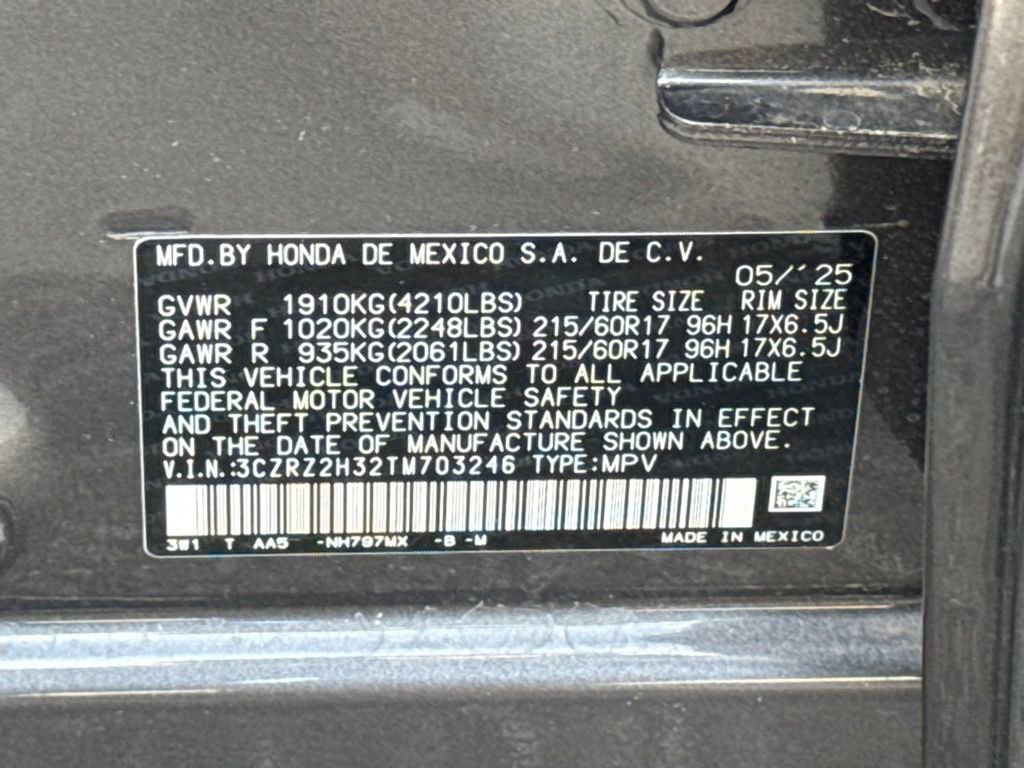 MFD.BY HONDA DE MEXICO S.A. DE C.V.
05/´25
GVWR 1910KG(4210LBS) TIRE SIZE RIM SIZE
GAWR F 1020KG(2248LBS) 215/60R17 96H 17X6.5J
GAWR R 935KG(2061LBS) 215/60R17 96H 17X6.5J
THIS VEHICLE CONFORMS TO ALL APPLICABLE
FEDERAL MOTOR VEHICLE SAFETY
AND THEFT PREVENTION STANDARDS IN EFFECT
ON THE DATE OF MANUFACTURE SHOWN ABOVE.
V.I.N.:3CZRZ2H32TM703246 TYPE:MPV
3W1 T AA5 -NH797MX -B -M MADE IN MEXICO